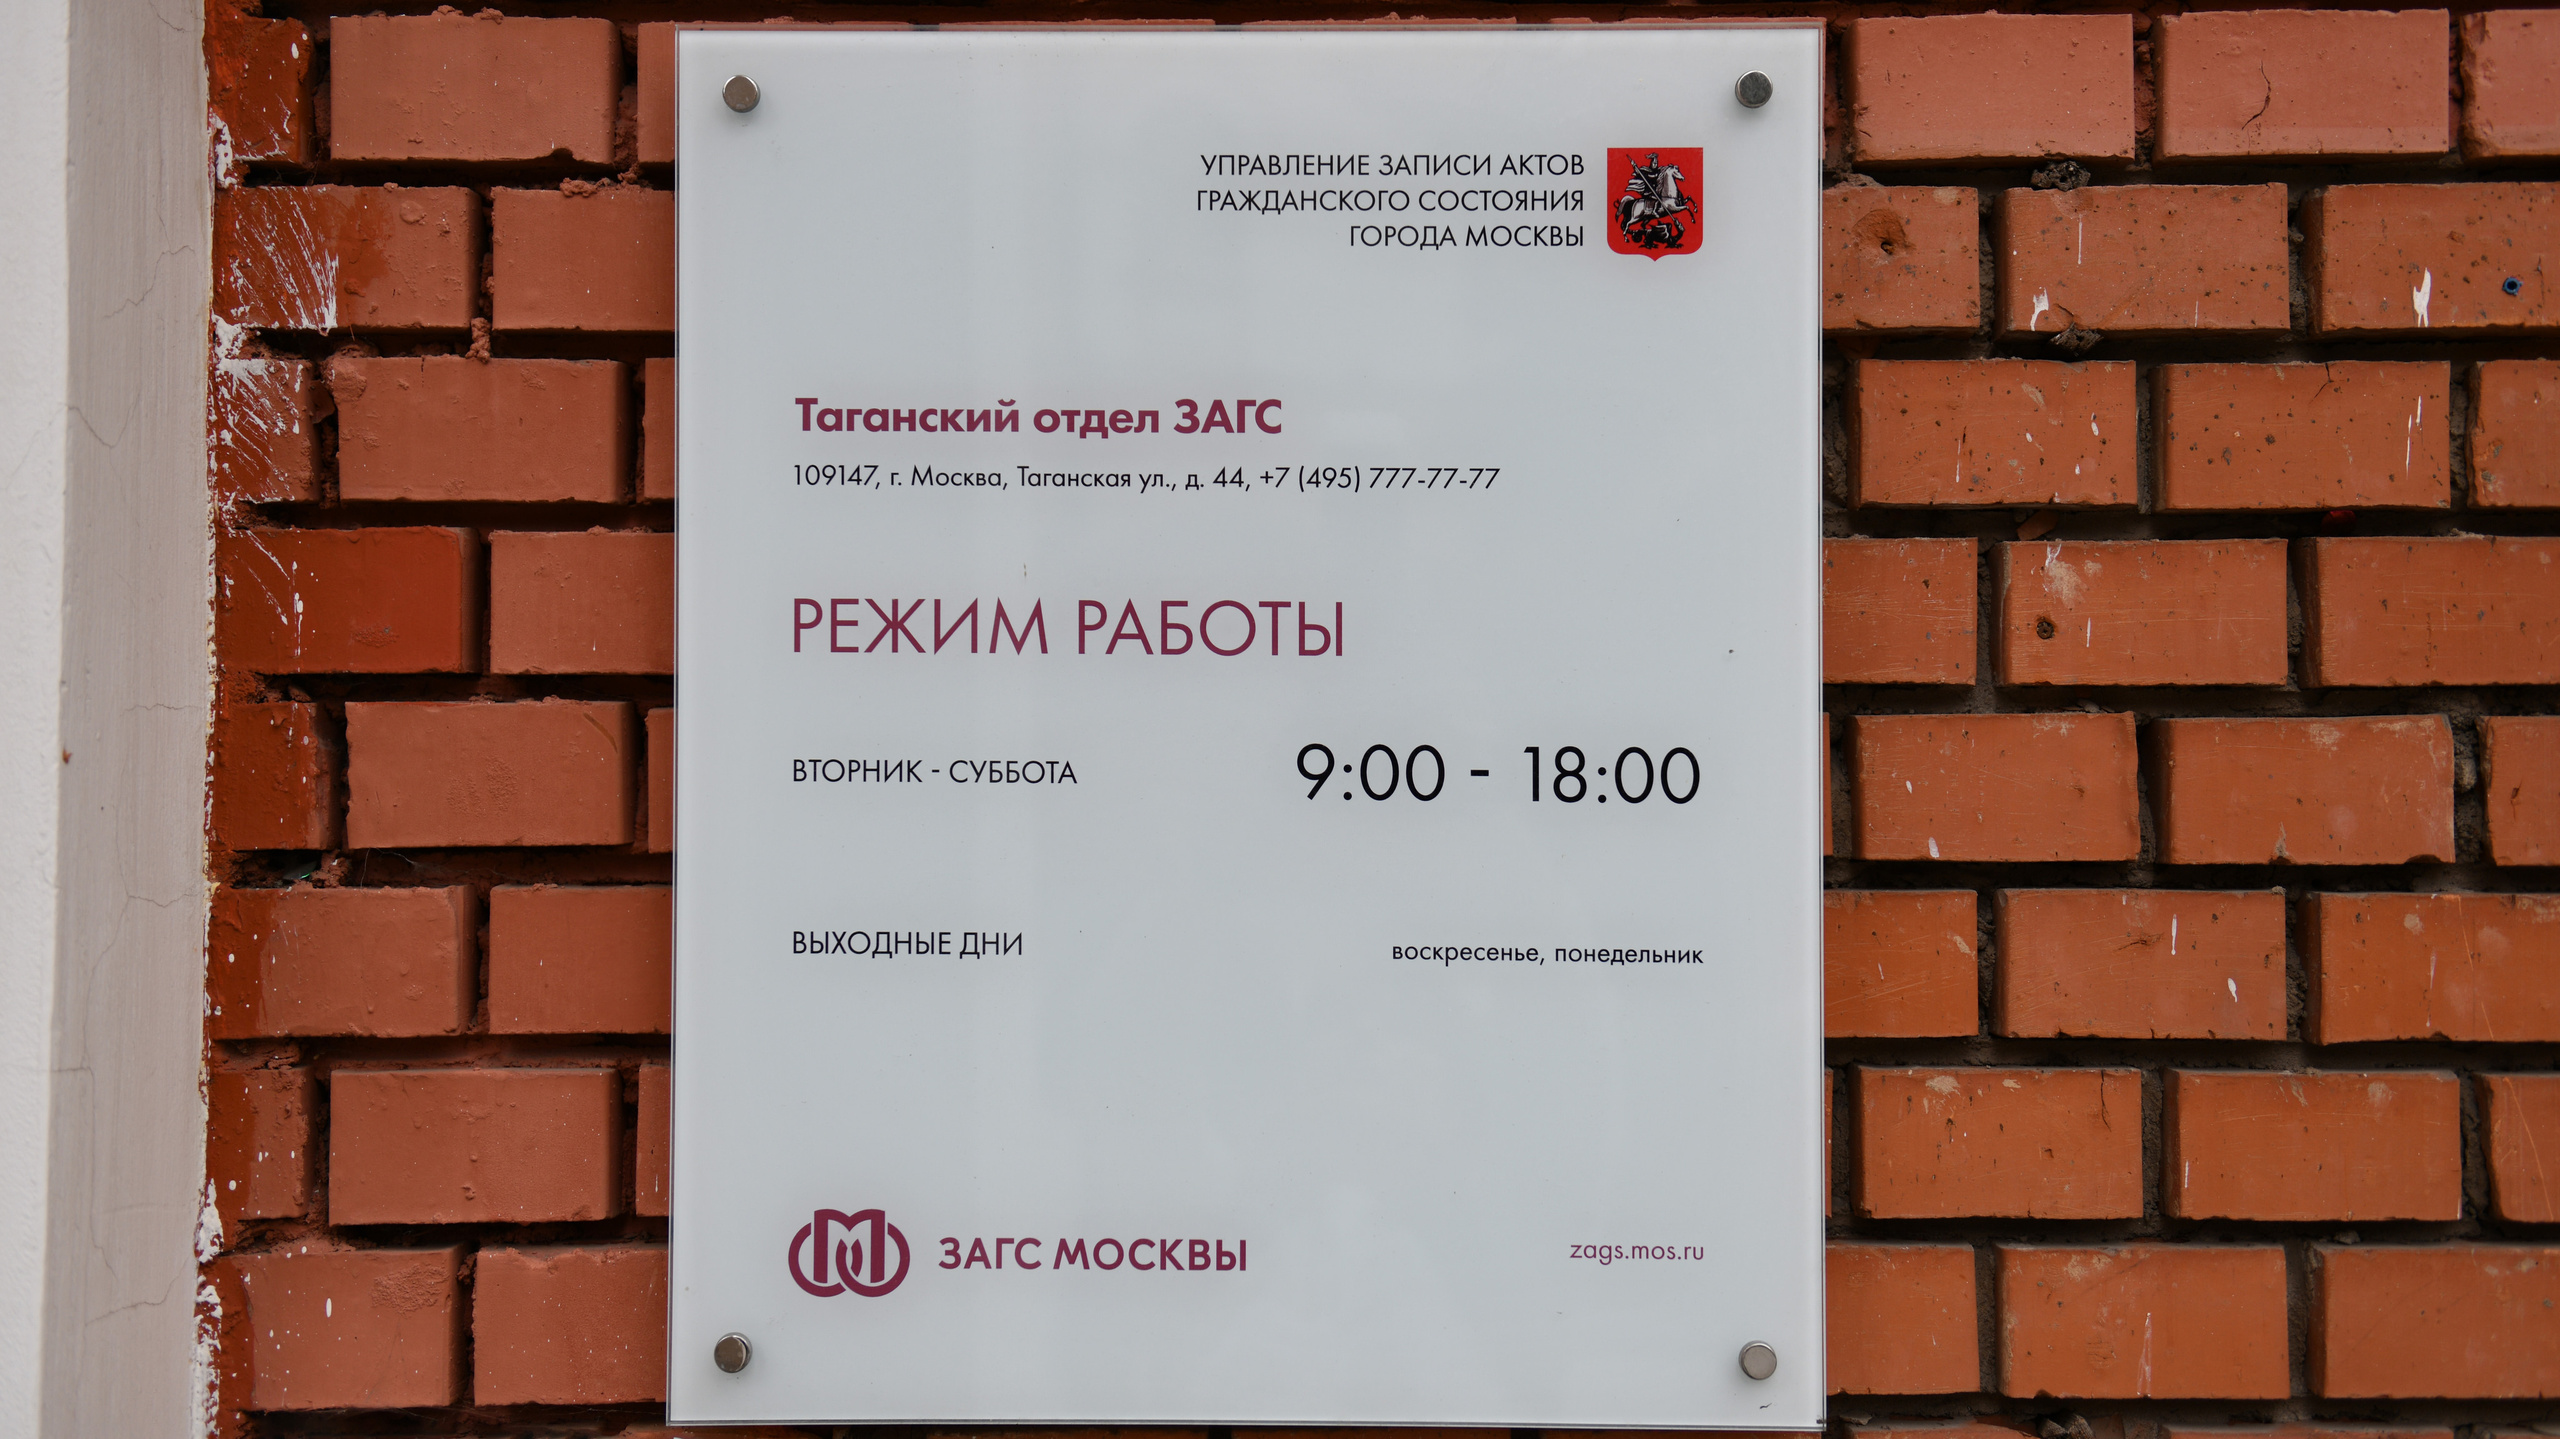 УПРАВЛЕНИЕ ЗАПИСИ АКТОВ
ГРАЖДАНСКОГО СОСТОЯНИЯ
ГОРОДА МОСКВЫ
Таганский отдел ЗАГС
109147, г. Москва, Таганская ул., д. 44, +7 (495) 777-77-77
РЕЖИМ РАБОТЫ
ВТОРНИК - СУББОТА 9:00 - 18:00
ВЫХОДНЫЕ ДНИ воскресенье, понедельник
ЗАГС МОСКВЫ zags.mos.ru